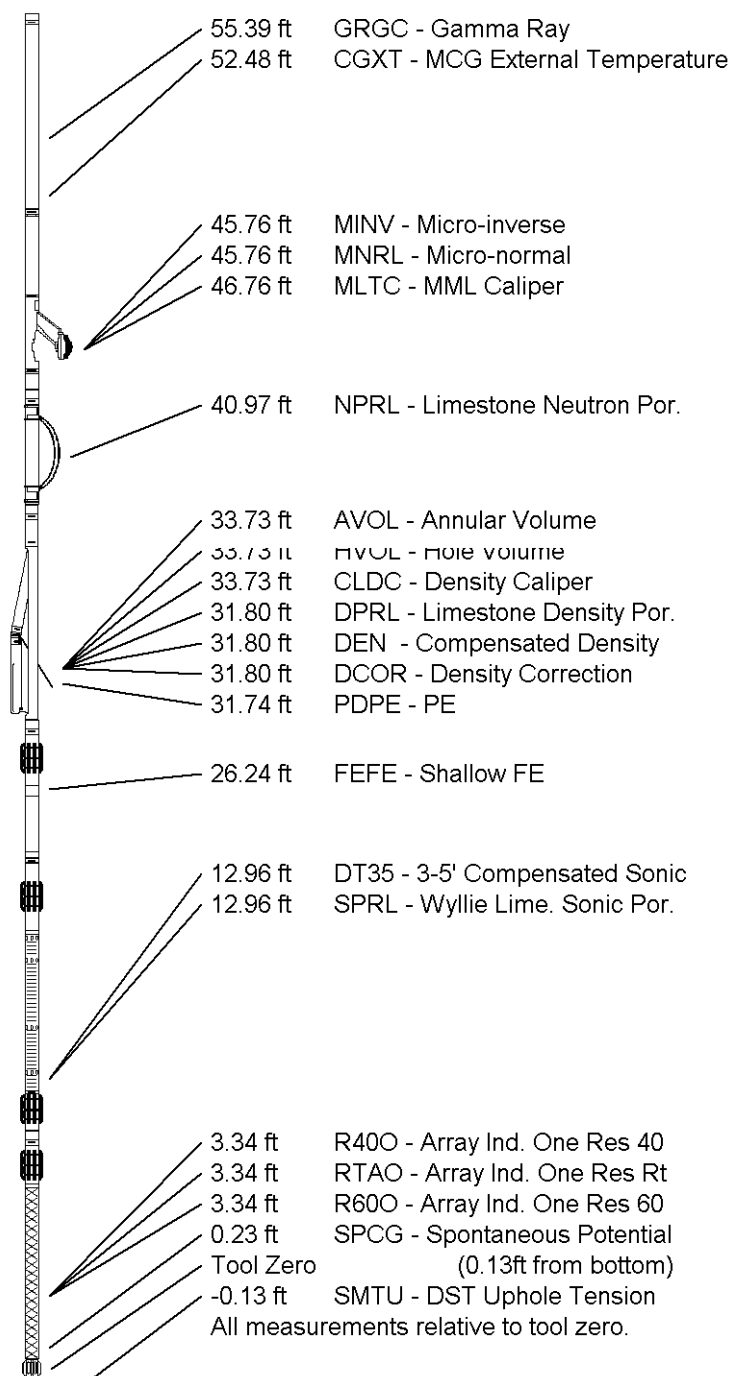 55.39 ft GRGC - Gamma Ray
52.48 ft CGXT - MCG External Temperature
45.76 ft MINV - Micro-inverse
45.76 ft MNRL - Micro-normal
46.76 ft MLTC - MML Caliper
40.97 ft NPRL - Limestone Neutron Por.
33.73 ft AVOL - Annular Volume
33.73 ft HVOL - Hole Volume
33.73 ft CLDC - Density Caliper
31.80 ft DPRL - Limestone Density Por.
31.80 ft DEN - Compensated Density
31.80 ft DCOR - Density Correction
31.74 ft PDPE - PE
26.24 ft FEFE - Shallow FE
12.96 ft DT35 - 3-5' Compensated Sonic
12.96 ft SPRL - Wyllie Lime. Sonic Por.
3.34 ft R40O - Array Ind. One Res 40
3.34 ft RTAO - Array Ind. One Res Rt
3.34 ft R60O - Array Ind. One Res 60
0.23 ft SPCG - Spontaneous Potential
Tool Zero (0.13ft from bottom)
-0.13 ft SMTU - DST Uphole Tension
All measurements relative to tool zero.